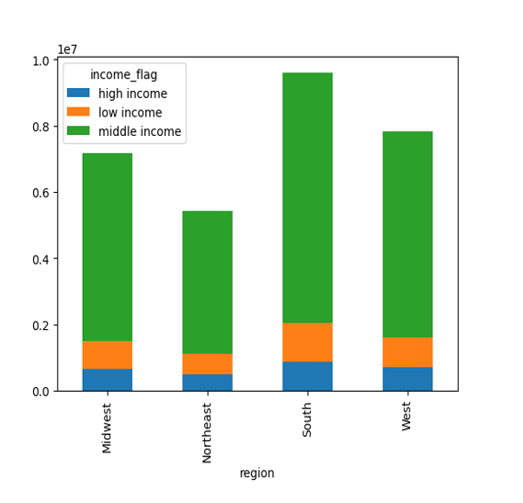 1e7
1.0
0.8
0.6
0.4
0.2
0.0
income_flag
high income
low income
middle income
Midwest
Northeast
South
West
region